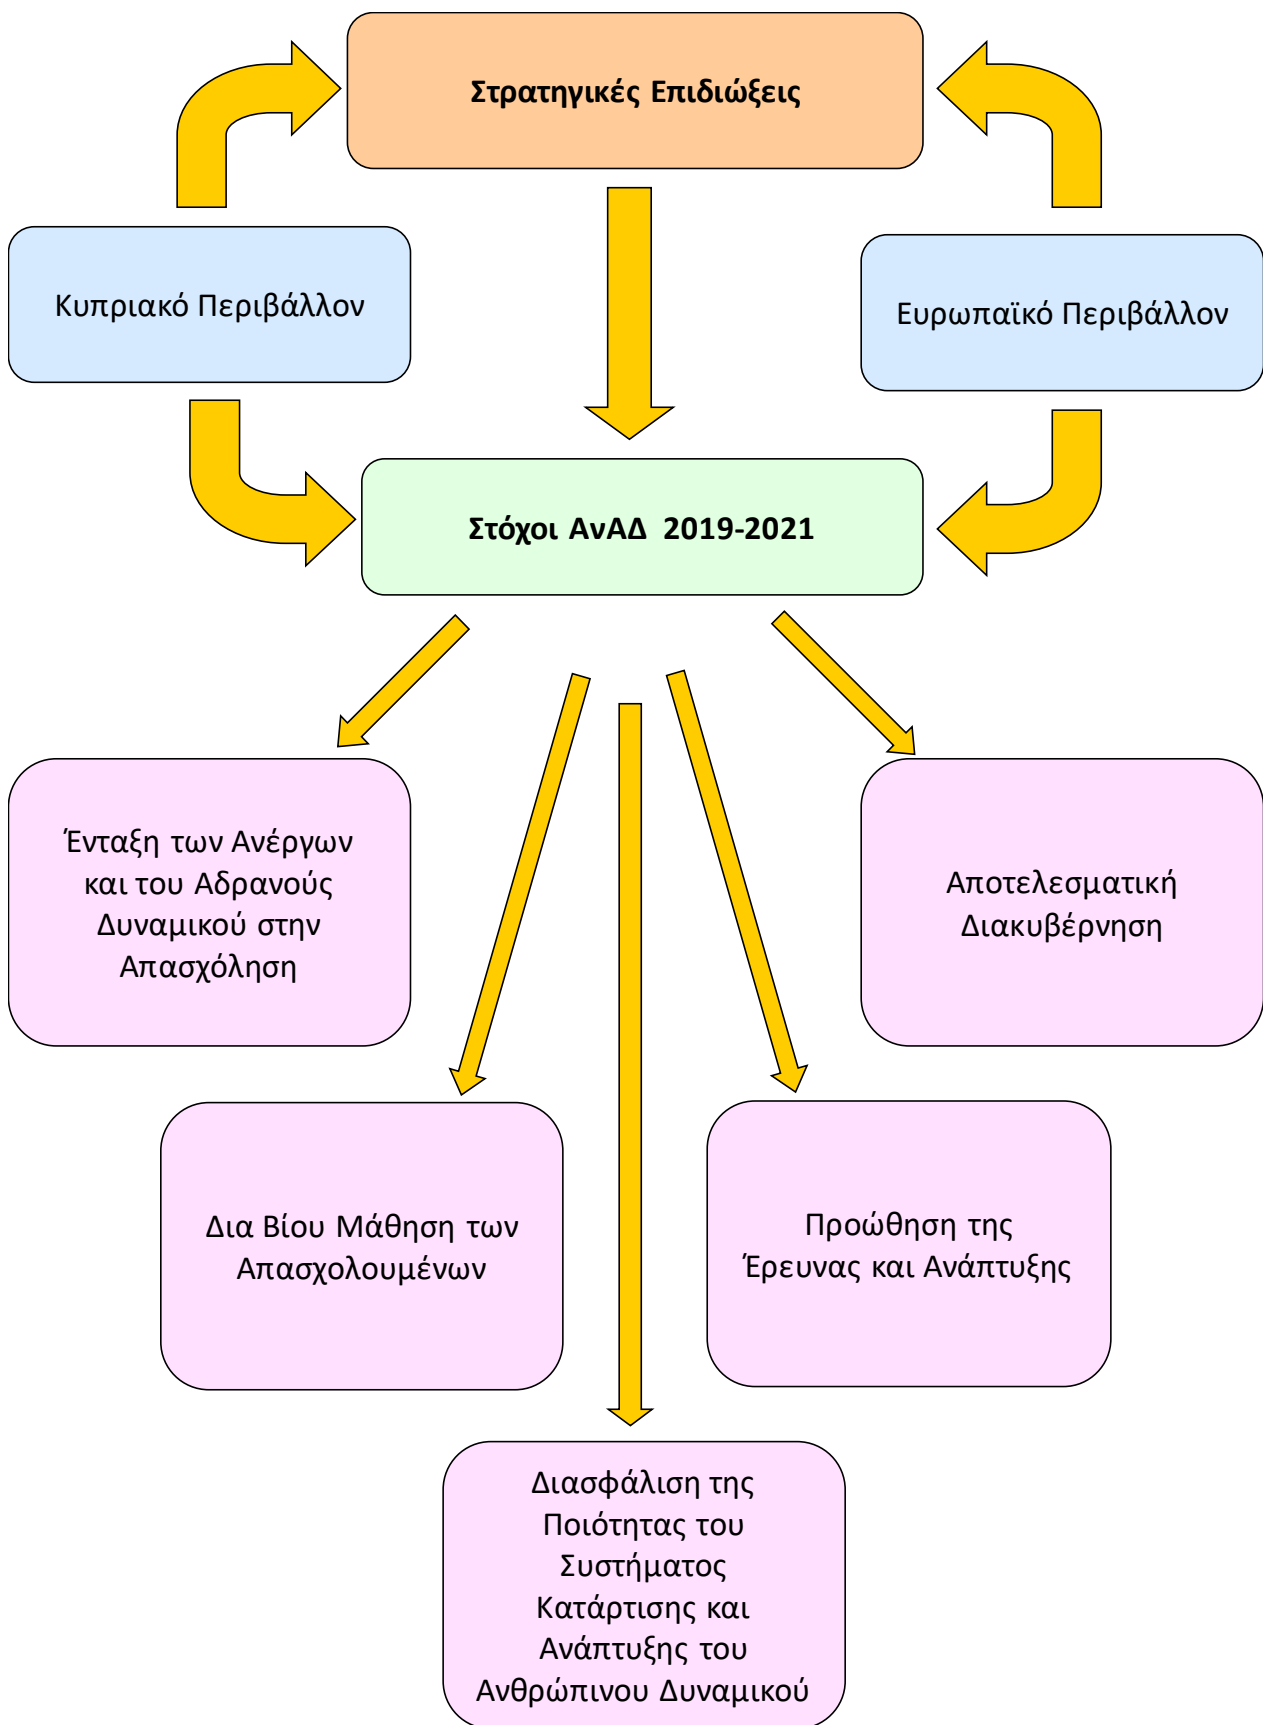 Στρατηγικές Επιδιώξεις
Κυπριακό Περιβάλλον
Ευρωπαϊκό Περιβάλλον
Στόχοι ΑνΑΔ 2019-2021
Ένταξη των Ανέργων
και του Αδρανούς
Δυναμικού στην
Απασχόληση
Αποτελεσματική
Διακυβέρνηση
Δια Βίου Μάθηση των
Απασχολουμένων
Προώθηση της
Έρευνας και Ανάπτυξης
Διασφάλιση της
Ποιότητας του
Συστήματος
Κατάρτισης και
Ανάπτυξης του
Ανθρώπινου Δυναμικού